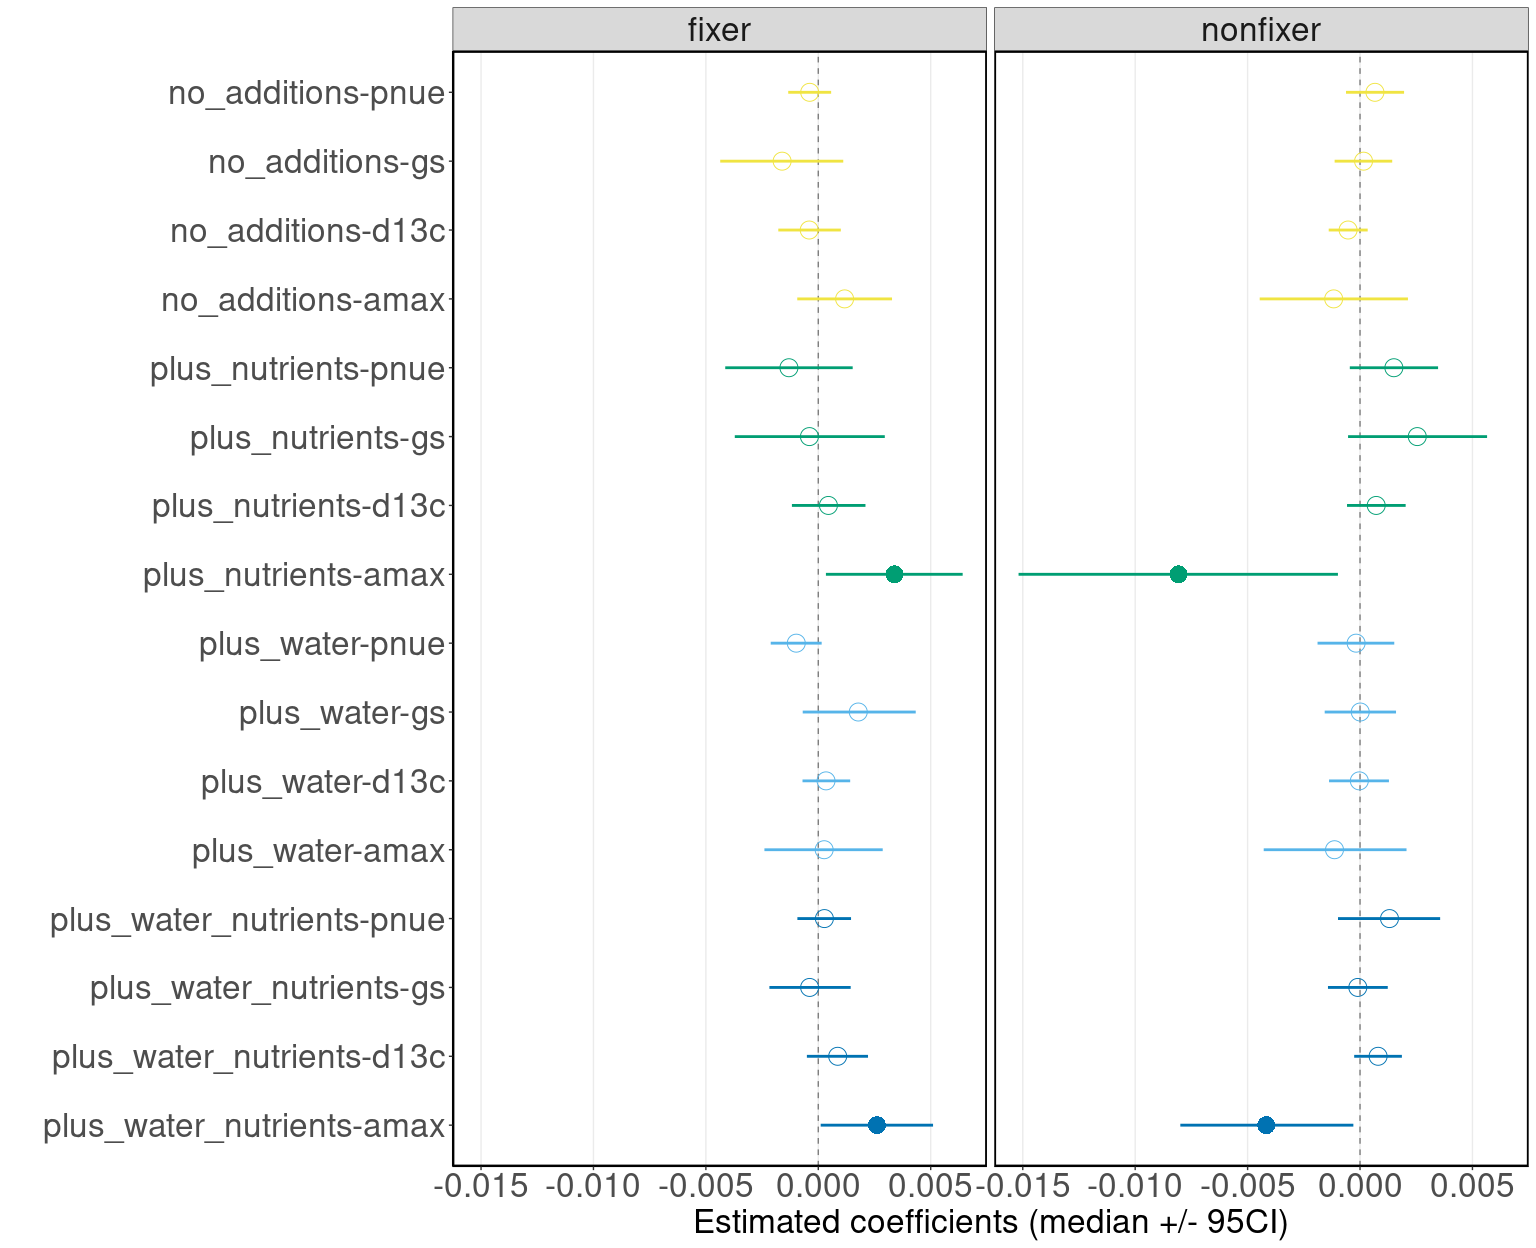 fixer
nonfixer
no_additions-pnue
no_additions-gs
no_additions-d13c
no_additions-amax
plus_nutrients-pnue
plus_nutrients-gs
plus_nutrients-d13c
plus_nutrients-amax
plus_water-pnue
plus_water-gs
plus_water-d13c
plus_water-amax
plus_water_nutrients-pnue
plus_water_nutrients-gs
plus_water_nutrients-d13c
plus_water_nutrients-amax
-0.015 -0.010 -0.005 0.000 0.005 -0.015 -0.010 -0.005 0.000 0.005
Estimated coefficients (median +/- 95CI)